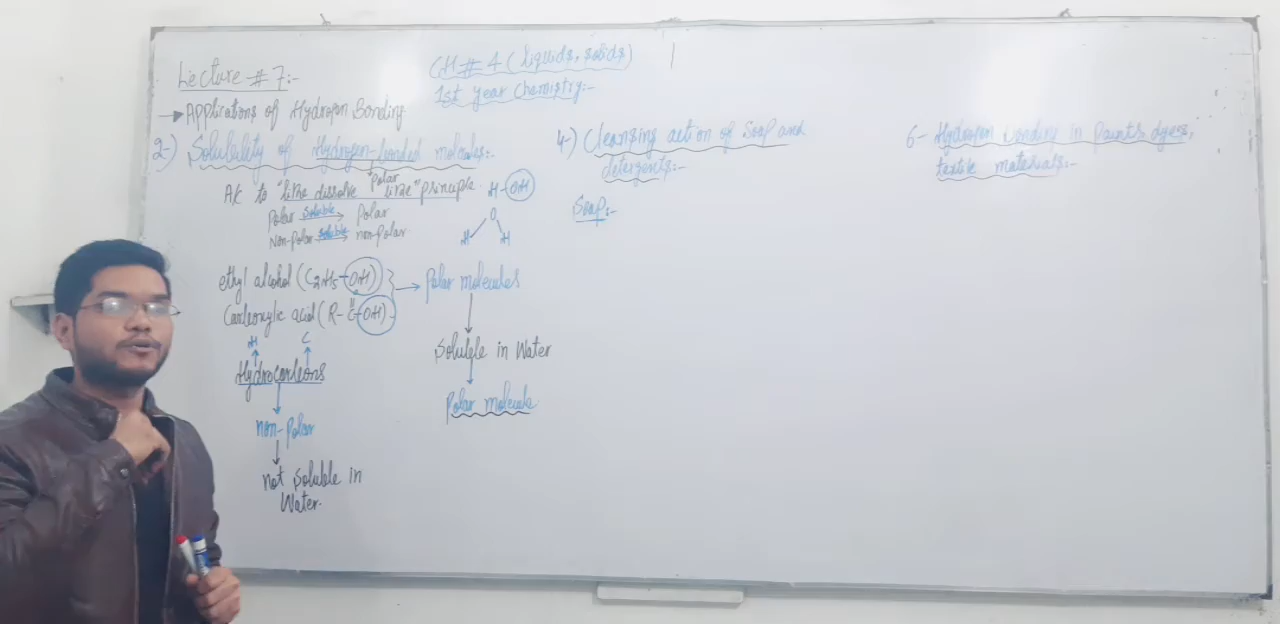 Lecture # 7:-
CH # 4 (Liquids, solids)
1st year Chemistry:-
→ Applications of Hydrogen Bonding
2-) Solubility of Hydrogen-bonded molecules:-
A/c to "like dissolve like" principle.
"Polar
H-OH
Polar Soluble→ Polar
Non-Polar Soluble→ non-polar
O
H H
ethyl alcohol (C2H5-OH)
Carboxylic acid (R-C-OH).
O
→ Polar molecules
Soluble in Water
Polar molecule.
H C
Hydrocarbons
non-Polar
not Soluble in
Water.
4-) Cleansing action of Soap and
detergents:-
Soap:-
6- Hydrogen bonding in Paints, dyes,
textile materials:-